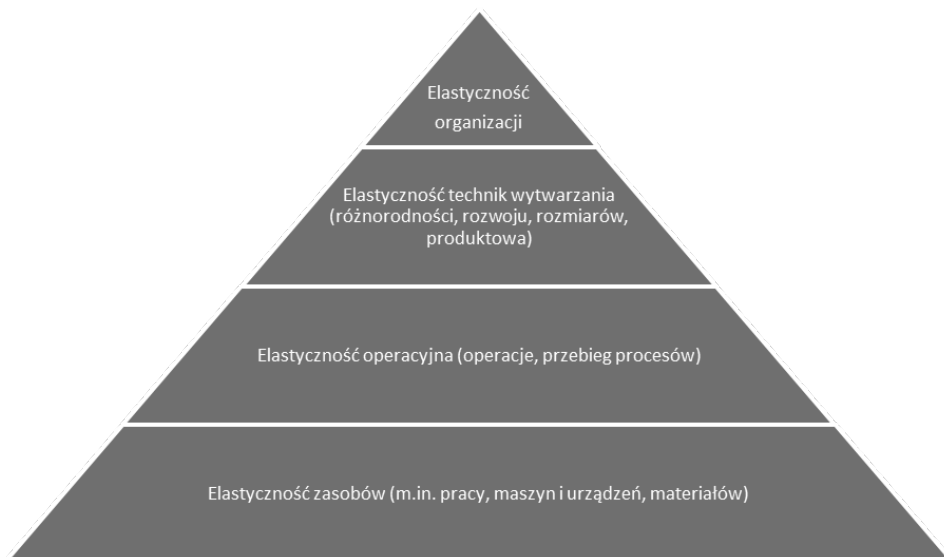 Elastyczność
organizacji
Elastyczność technik wytwarzania
(różnorodności, rozwoju, rozmiarów,
produktowa)
Elastyczność operacyjna (operacje, przebieg procesów)
Elastyczność zasobów (m.in. pracy, maszyn i urządzeń, materiałów)